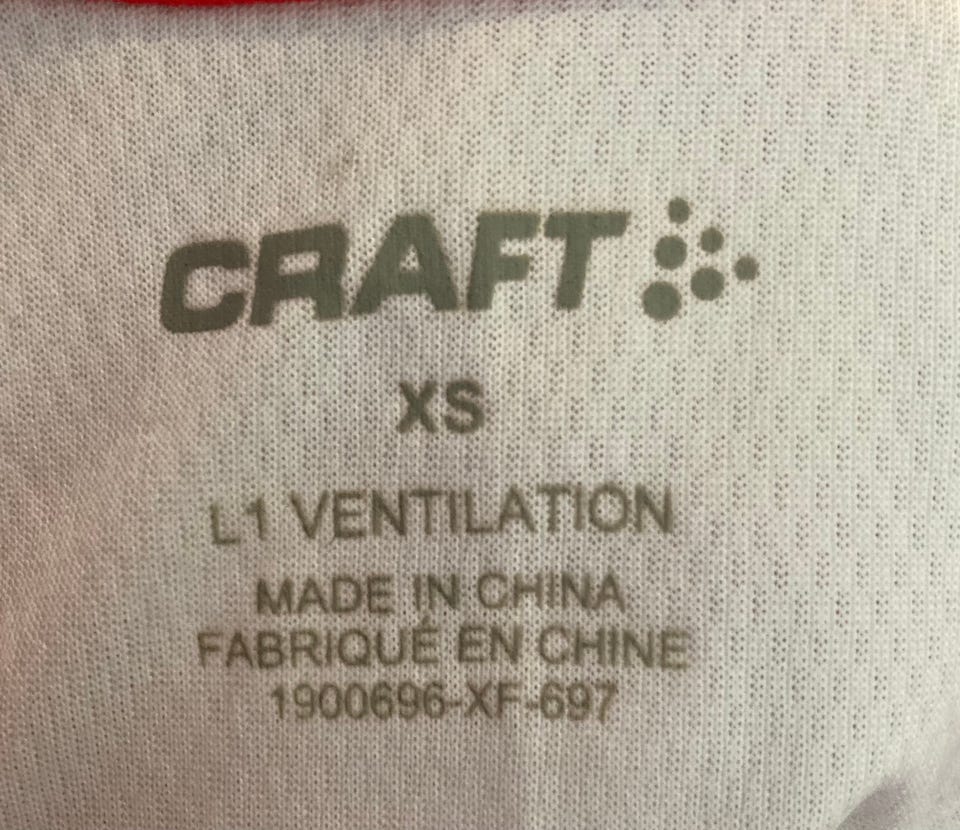 CRAFT
XS
L1 VENTILATION
MADE IN CHINA
FABRIQUÉ EN CHINE
1900696-XF-697